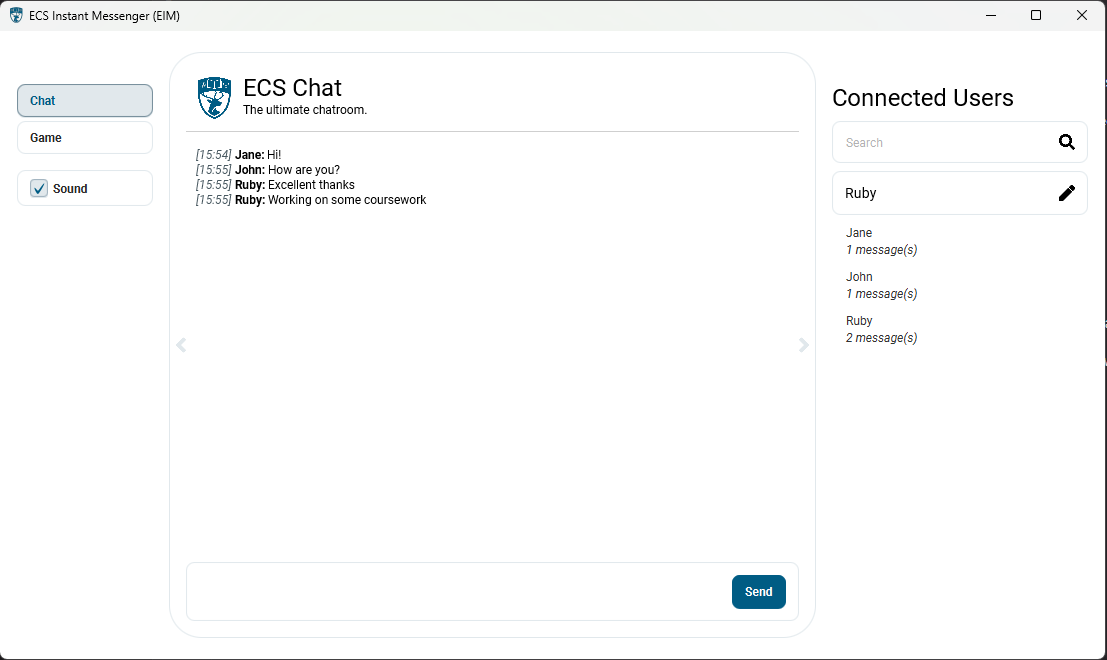 ECS Instant Messenger (EIM)
Chat
Game
Sound
ECS Chat
The ultimate chatroom.
[15:54] Jane: Hi!
[15:55] John: How are you?
[15:55] Ruby: Excellent thanks
[15:55] Ruby: Working on some coursework
Send
Connected Users
Search
Ruby
Jane
1 message(s)
John
1 message(s)
Ruby
2 message(s)